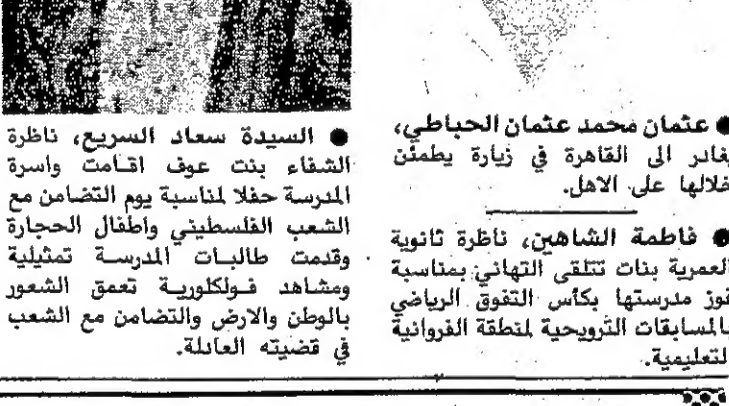 ● عثمان محمد عثمان الحباطي،
يغادر الى القاهرة في زيارة يطمئن
خلالها على الاهل.
● فاطمة الشاهين، ناظرة ثانوية
العمرية بنات تتلقى التهاني بمناسبة
فوز مدرستها بكأس التفوق الرياضي
بالمسابقات الترويحية لمنطقة الفروانية
التعليمية.
● السيدة سعاد السريع، ناظرة
الشفاء بنت عوف اقامت واسرة
المدرسة حفلا لمناسبة يوم التضامن مع
الشعب الفلسطيني واطفال الحجارة
وقدمت طالبات المدرسة تمثيلية
ومشاهد فولكلورية تعمق الشعور
بالوطن والارض والتضامن مع الشعب
في قضيته العادلة.